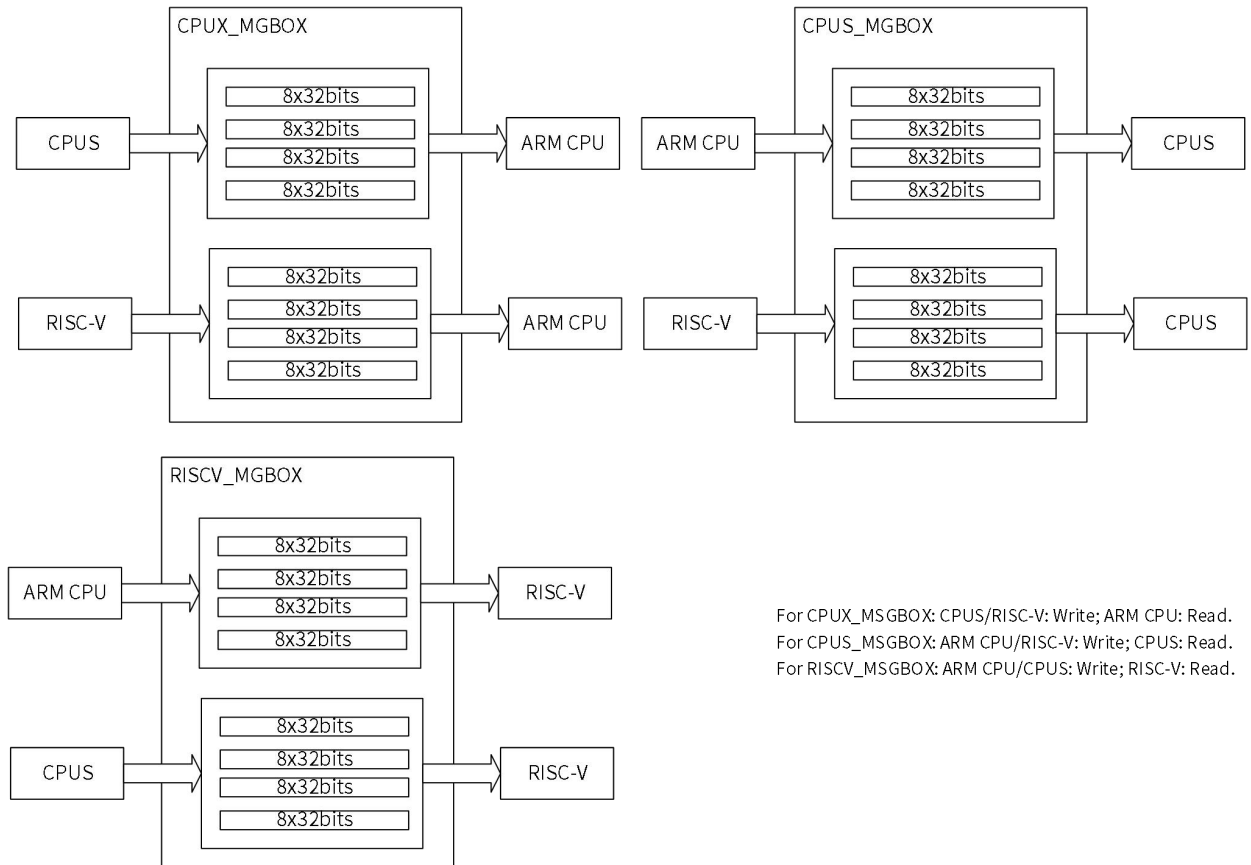 CPUX_MGBOX
8x32bits
8x32bits
8x32bits
8x32bits
CPUS
ARM CPU
8x32bits
8x32bits
8x32bits
8x32bits
RISC-V
ARM CPU
CPUS_MGBOX
8x32bits
8x32bits
8x32bits
8x32bits
ARM CPU
CPUS
8x32bits
8x32bits
8x32bits
8x32bits
RISC-V
CPUS
RISCV_MGBOX
8x32bits
8x32bits
8x32bits
8x32bits
ARM CPU
RISC-V
8x32bits
8x32bits
8x32bits
8x32bits
CPUS
RISC-V
For CPUX_MSGBOX: CPUS/RISC-V: Write; ARM CPU: Read.
For CPUS_MSGBOX: ARM CPU/RISC-V: Write; CPUS: Read.
For RISCV_MSGBOX: ARM CPU/CPUS: Write; RISC-V: Read.